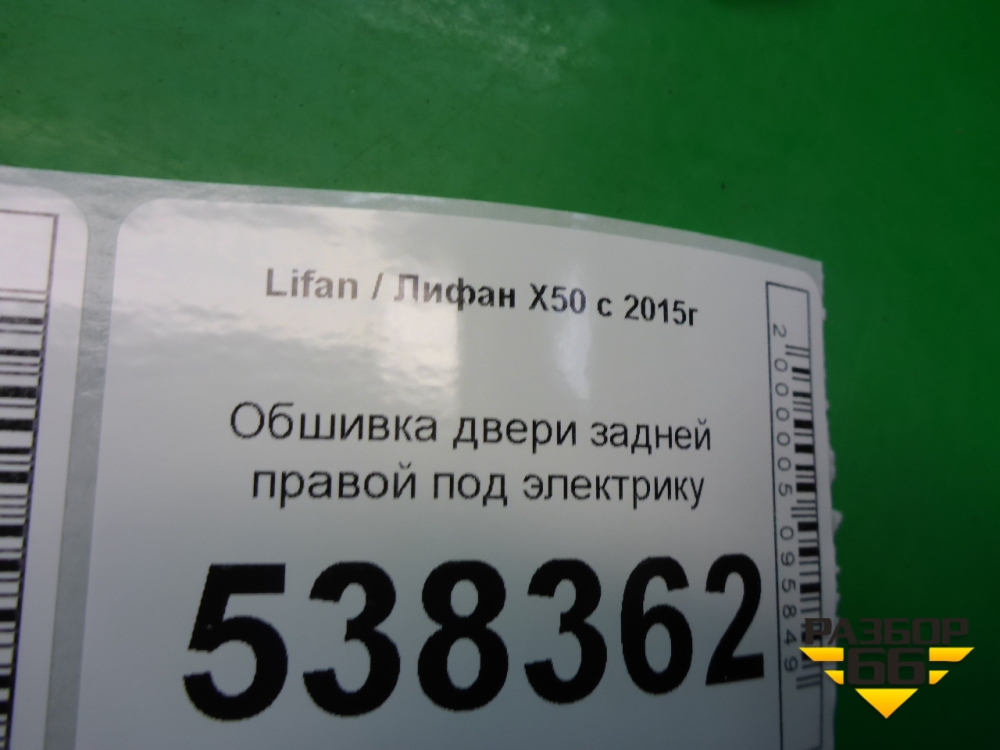 Lifan / Лифан X50 с 2015г
Обшивка двери задней
правой под электрику
538362
2000005095849
РАЗБОР
66